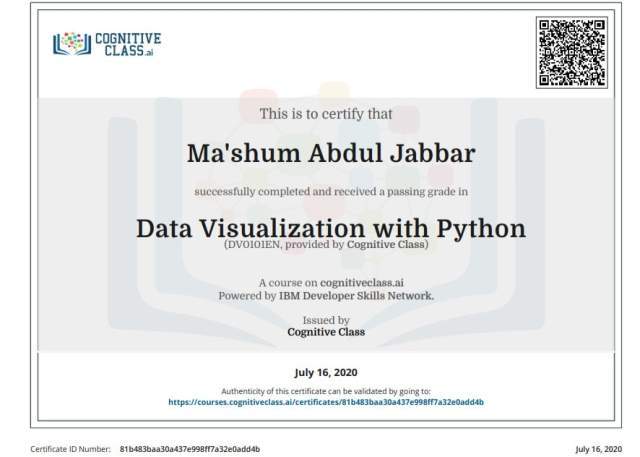 COGNITIVE
CLASS.ai
This is to certify that
Ma'shum Abdul Jabbar
successfully completed and received a passing grade in
Data Visualization with Python
(DV0101EN, provided by Cognitive Class)
A course on cognitiveclass.ai
Powered by IBM Developer Skills Network.
Issued by
Cognitive Class
July 16, 2020
Authenticity of this certificate can be validated by going to:
https://courses.cognitiveclass.ai/certificates/81b483baa30a437e998ff7a32e0add4b
Certificate ID Number: 81b483baa30a437e998ff7a32e0add4b
July 16, 2020